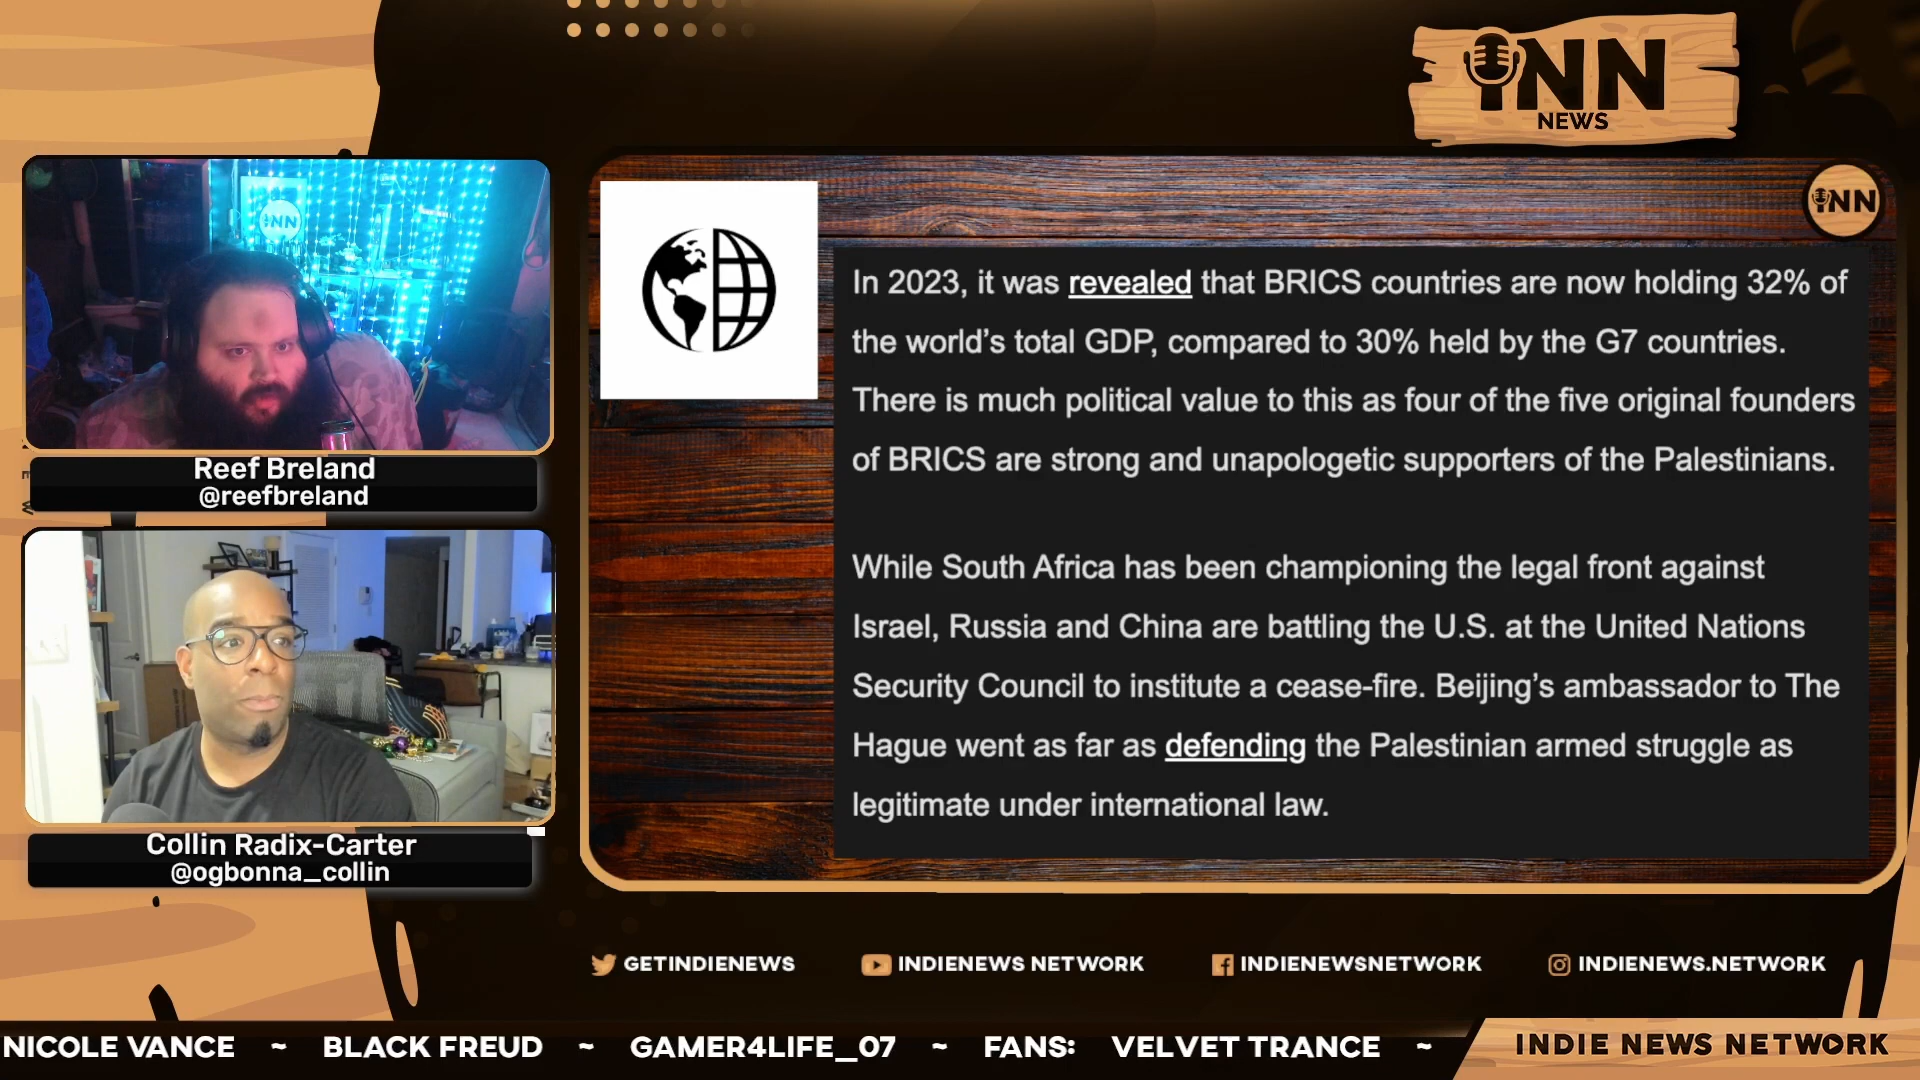 iNN
NEWS
iNN
iNN
Reef Breland
@reefbreland
Collin Radix-Carter
@ogbonna_collin
In 2023, it was revealed that BRICS countries are now holding 32% of
the world’s total GDP, compared to 30% held by the G7 countries.
There is much political value to this as four of the five original founders
of BRICS are strong and unapologetic supporters of the Palestinians.
While South Africa has been championing the legal front against
Israel, Russia and China are battling the U.S. at the United Nations
Security Council to institute a cease-fire. Beijing’s ambassador to The
Hague went as far as defending the Palestinian armed struggle as
legitimate under international law.
GETINDIENEWS INDIENEWS NETWORK INDIENEWSNETWORK INDIENEWS.NETWORK
NICOLE VANCE ~ BLACK FREUD ~ GAMER4LIFE_07 ~ FANS: VELVET TRANCE ~
INDIE NEWS NETWORK